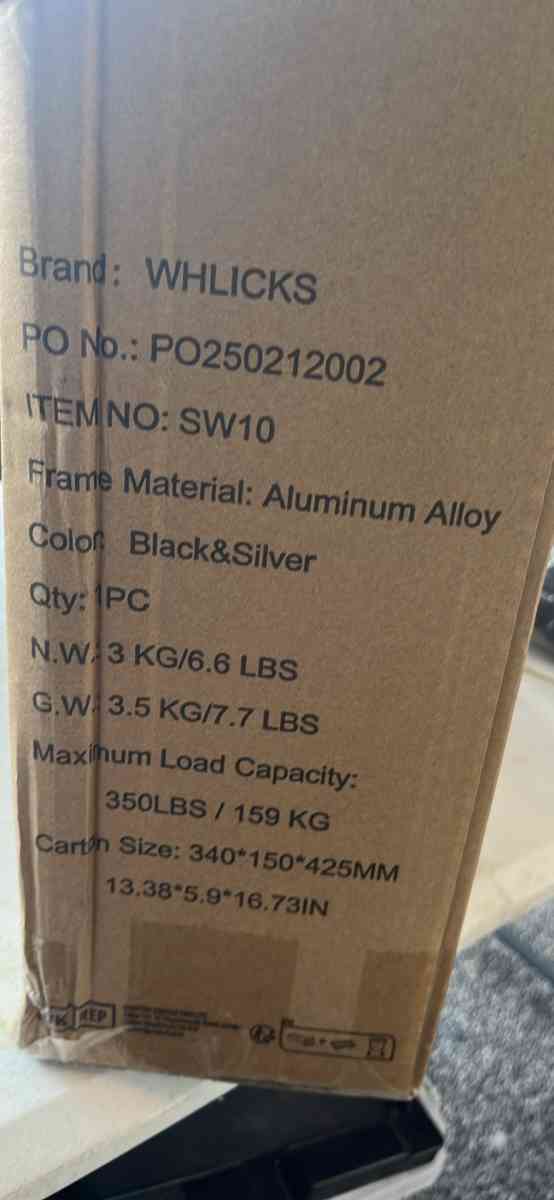 Brand: WHLICKS
PO No.: PO250212002
ITEM NO: SW10
Frame Material: Aluminum Alloy
Color: Black&Silver
Qty: 1PC
N.W: 3 KG/6.6 LBS
G.W: 3.5 KG/7.7 LBS
Maximum Load Capacity:
350LBS / 159 KG
Carton Size: 340*150*425MM
13.38*5.9*16.73IN
UK REP